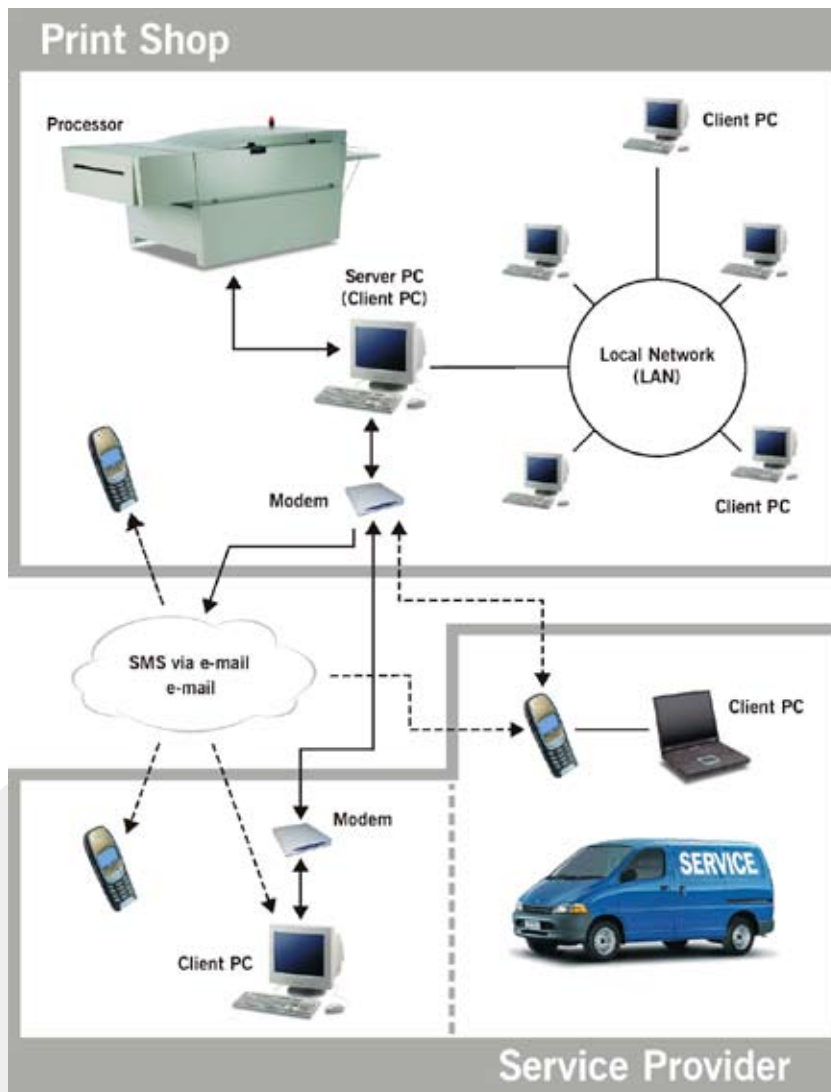 Print Shop
Processor
Client PC
Server PC
(Client PC)
Local Network
(LAN)
Modem
Client PC
SMS via e-mail
e-mail
Client PC
Modem
SERVICE
Client PC
Service Provider